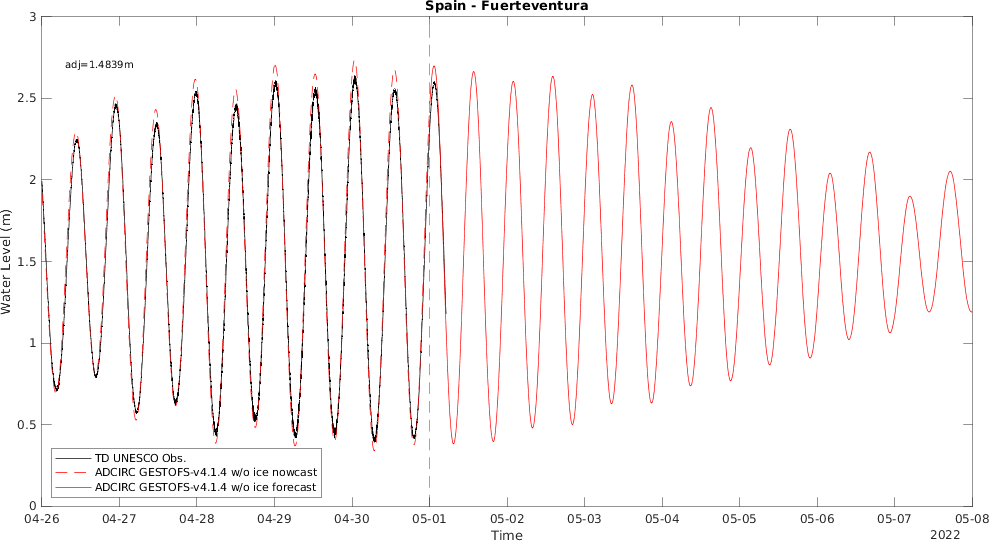 Spain - Fuerteventura
adj=1.4839m
3
2.5
2
1.5
1
0.5
0
Water Level (m)
TD UNESCO Obs.
ADCIRC GESTOFS-v4.1.4 w/o ice nowcast
ADCIRC GESTOFS-v4.1.4 w/o ice forecast
04-26 04-27 04-28 04-29 04-30 05-01 05-02 05-03 05-04 05-05 05-06 05-07 05-08
Time
2022